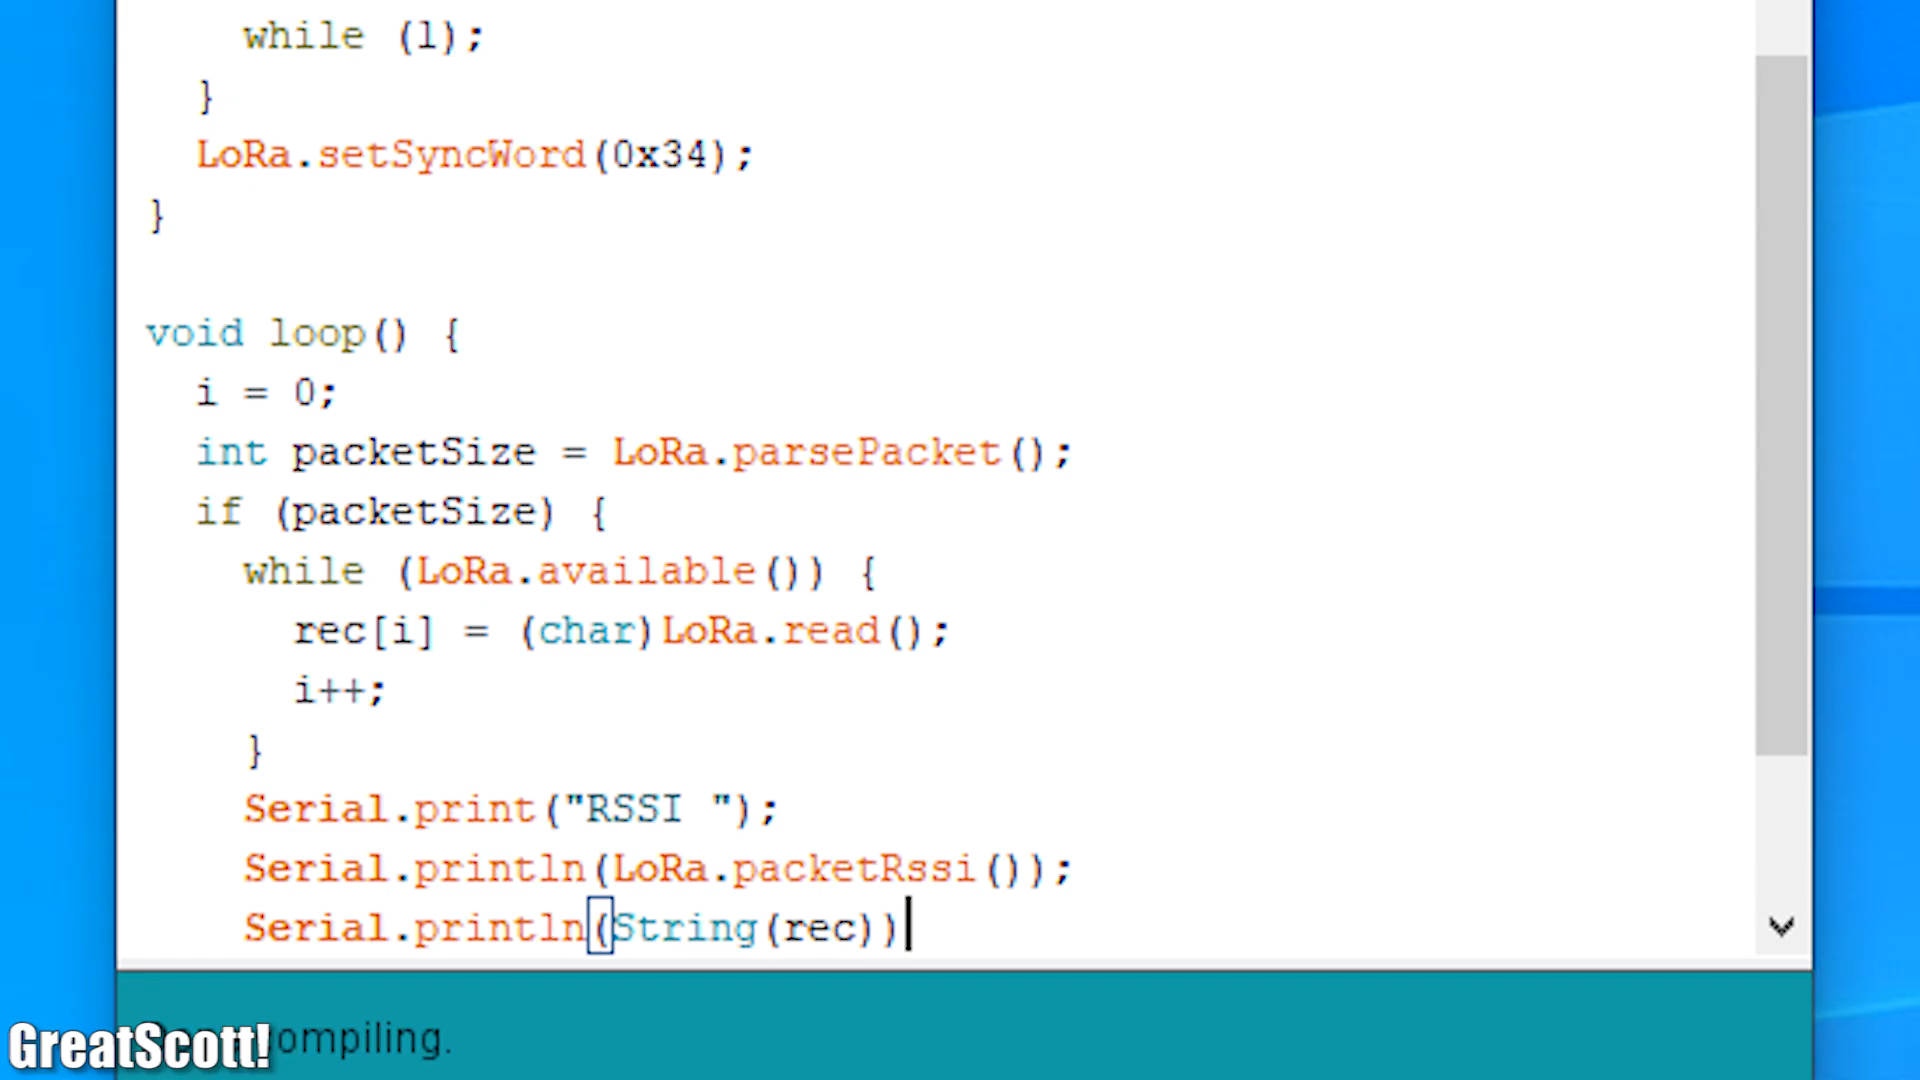 while (1);
}
LoRa.setSyncWord(0x34);
}
void loop() {
i = 0;
int packetSize = LoRa.parsePacket();
if (packetSize) {
while (LoRa.available()) {
rec[i] = (char)LoRa.read();
i++;
}
Serial.print("RSSI ");
Serial.println(LoRa.packetRssi());
Serial.println(String(rec))
GreatScott!
ompiling.